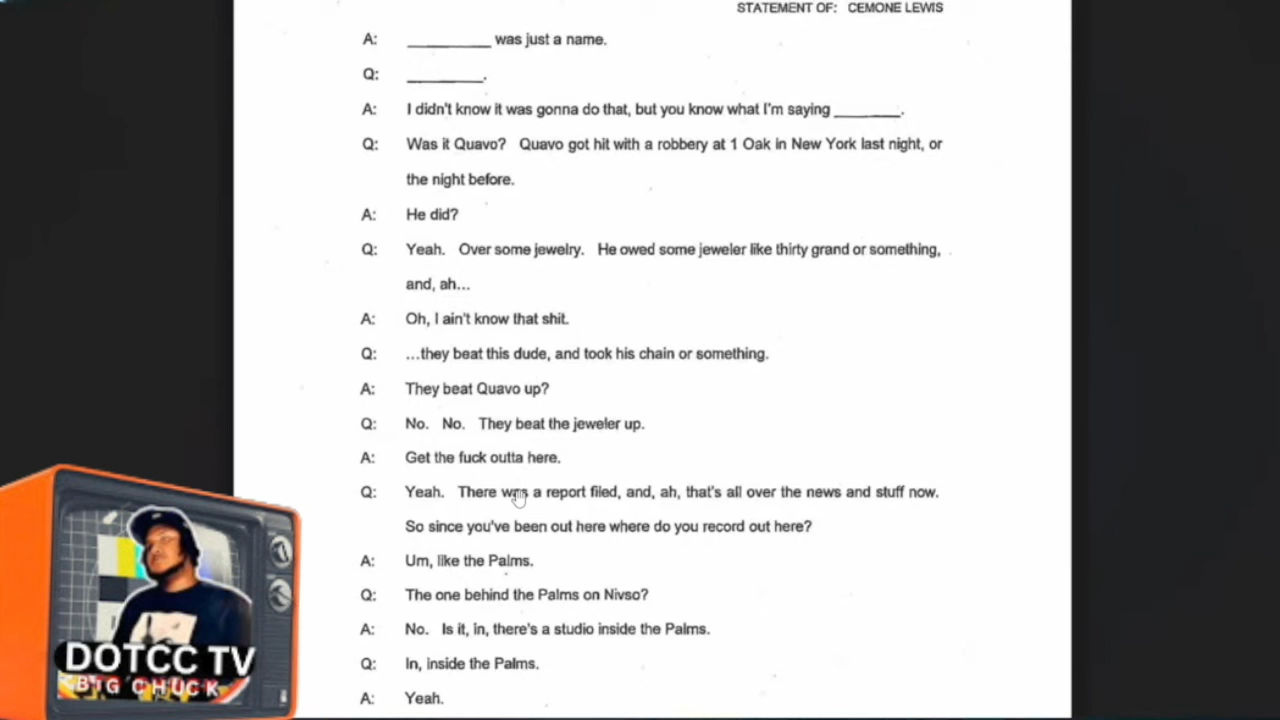 STATEMENT OF: CEMONE LEWIS
A: __________ was just a name.
Q: __________.
A: I didn't know it was gonna do that, but you know what I'm saying ________.
Q: Was it Quavo? Quavo got hit with a robbery at 1 Oak in New York last night, or
the night before.
A: He did?
Q: Yeah. Over some jewelry. He owed some jeweler like thirty grand or something,
and, ah...
A: Oh, I ain't know that shit.
Q: ...they beat this dude, and took his chain or something.
A: They beat Quavo up?
Q: No. No. They beat the jeweler up.
A: Get the fuck outta here.
Q: Yeah. There was a report filed, and, ah, that's all over the news and stuff now.
So since you've been out here where do you record out here?
A: Um, like the Palms.
Q: The one behind the Palms on Nivso?
A: No. Is it, in, there's a studio inside the Palms.
Q: In, inside the Palms.
A: Yeah.
DOTCC TV
BIG CHUCK